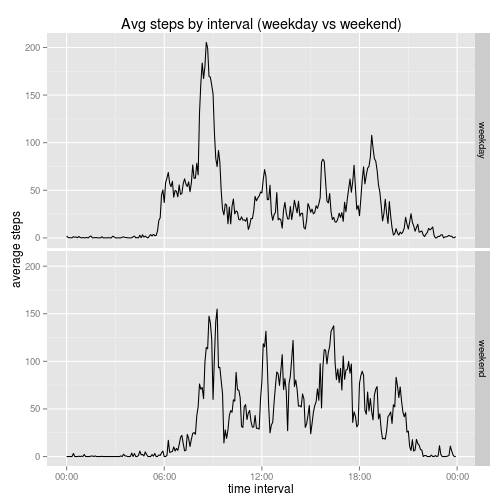 Avg steps by interval (weekday vs weekend)
average steps
200
150
100
50
0
weekday
200
150
100
50
0
weekend
00:00 06:00 12:00 18:00 00:00
time interval